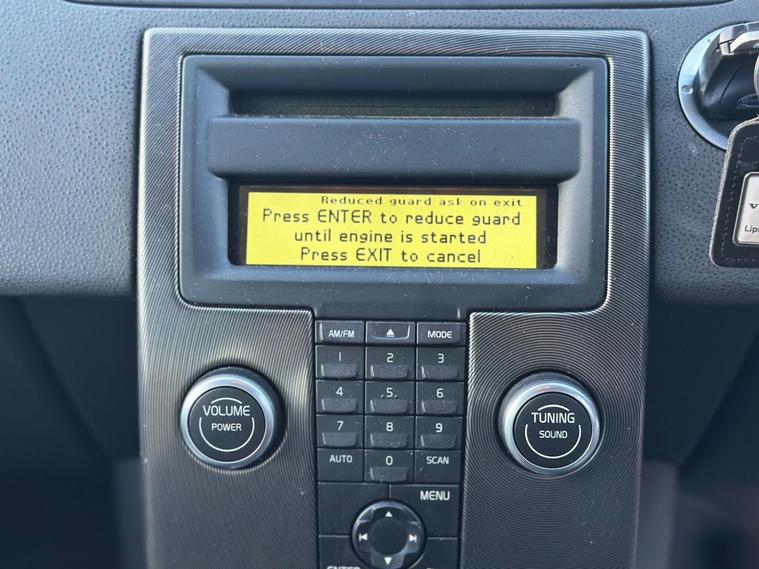 Reduced guard ask on exit
Press ENTER to reduce guard
until engine is started
Press EXIT to cancel
AM/FM MODE
1 2 3
4 5 6
7 8 9
AUTO 0 SCAN
VOLUME
POWER
TUNING
SOUND
MENU
ENTER